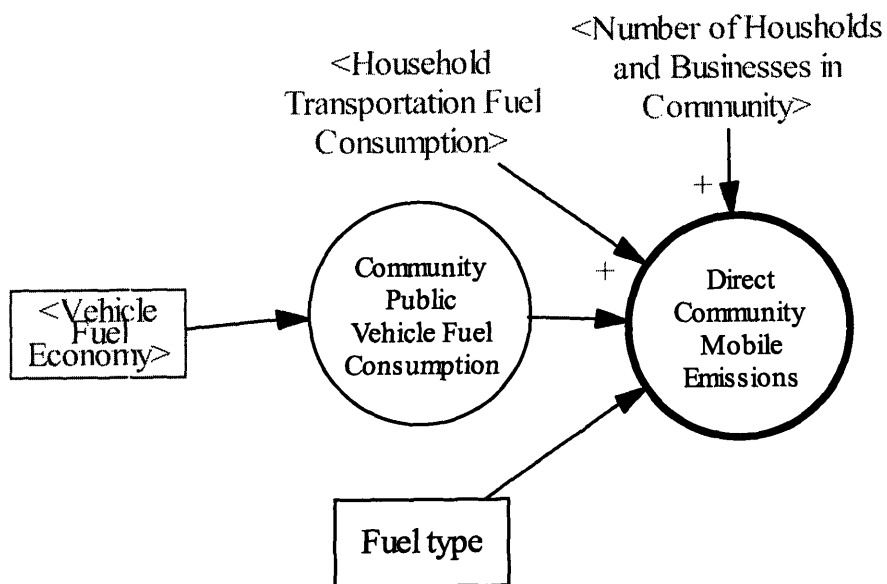 <Number of Housholds
and Businesses in
Community>
<Household
Transportation Fuel
Consumption>
+
+
Community
Public
Vehicle Fuel
Consumption
Direct
Community
Mobile
Emissions
<Vehicle
Fuel
Economy>
Fuel type